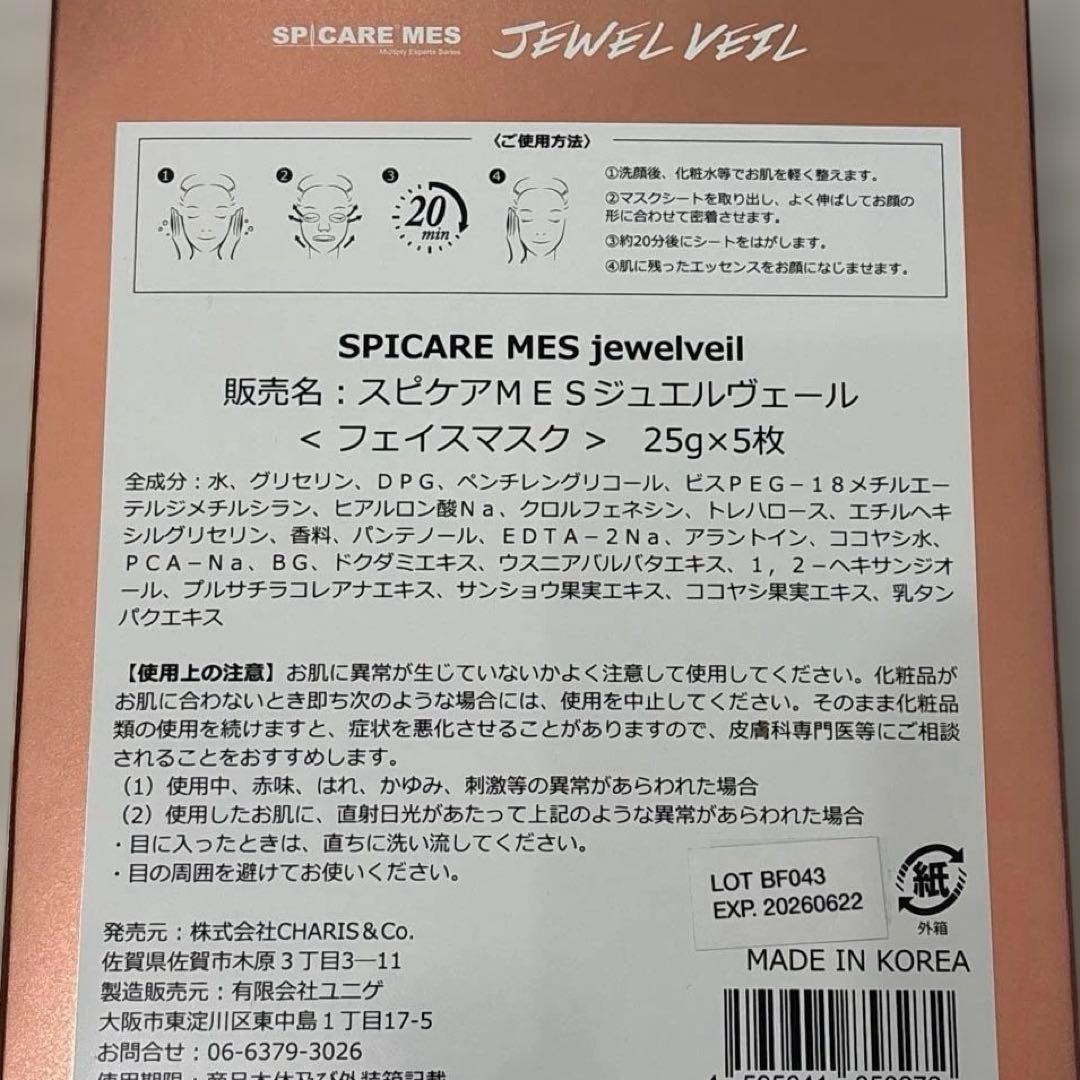 SPICARE MES JEWEL VEIL
Multiply Experts Series
〈ご使用方法〉
❶ ❷ ❸ ❹
20
min
①洗顔後、化粧水等でお肌を軽く整えます。
②マスクシートを取り出し、よく伸ばしてお顔の
形に合わせて密着させます。
③約20分後にシートをはがします。
④肌に残ったエッセンスをお顔になじませます。
SPICARE MES jewelveil
販売名：スピケアＭＥＳジュエルヴェール
< フェイスマスク > 25g×5枚
全成分：水、グリセリン、ＤＰＧ、ペンチレングリコール、ビスＰＥＧ－１８メチルエー
テルジメチルシラン、ヒアルロン酸Ｎａ、クロルフェネシン、トレハロース、エチルヘキ
シルグリセリン、香料、パンテノール、ＥＤＴＡ－２Ｎａ、アラントイン、ココヤシ水、
ＰＣＡ－Ｎａ、ＢＧ、ドクダミエキス、ウスニアバルバタエキス、１，２－ヘキサンジオ
ール、プルサチラコレアナエキス、サンショウ果実エキス、ココヤシ果実エキス、乳タン
パクエキス
【使用上の注意】お肌に異常が生じていないかよく注意して使用してください。化粧品が
お肌に合わないとき即ち次のような場合には、使用を中止してください。そのまま化粧品
類の使用を続けますと、症状を悪化させることがありますので、皮膚科専門医等にご相談
されることをおすすめします。
（1）使用中、赤味、はれ、かゆみ、刺激等の異常があらわれた場合
（2）使用したお肌に、直射日光があたって上記のような異常があらわれた場合
・目に入ったときは、直ちに洗い流してください。
・目の周囲を避けてお使いください。
LOT BF043
EXP. 20260622
紙
外箱
MADE IN KOREA
発売元：株式会社CHARIS＆Co.
佐賀県佐賀市木原３丁目3―11
製造販売元：有限会社ユニゲ
大阪市東淀川区東中島１丁目17-5
お問合せ：06-6379-3026
使用期限：商品本体及び外装箱記載